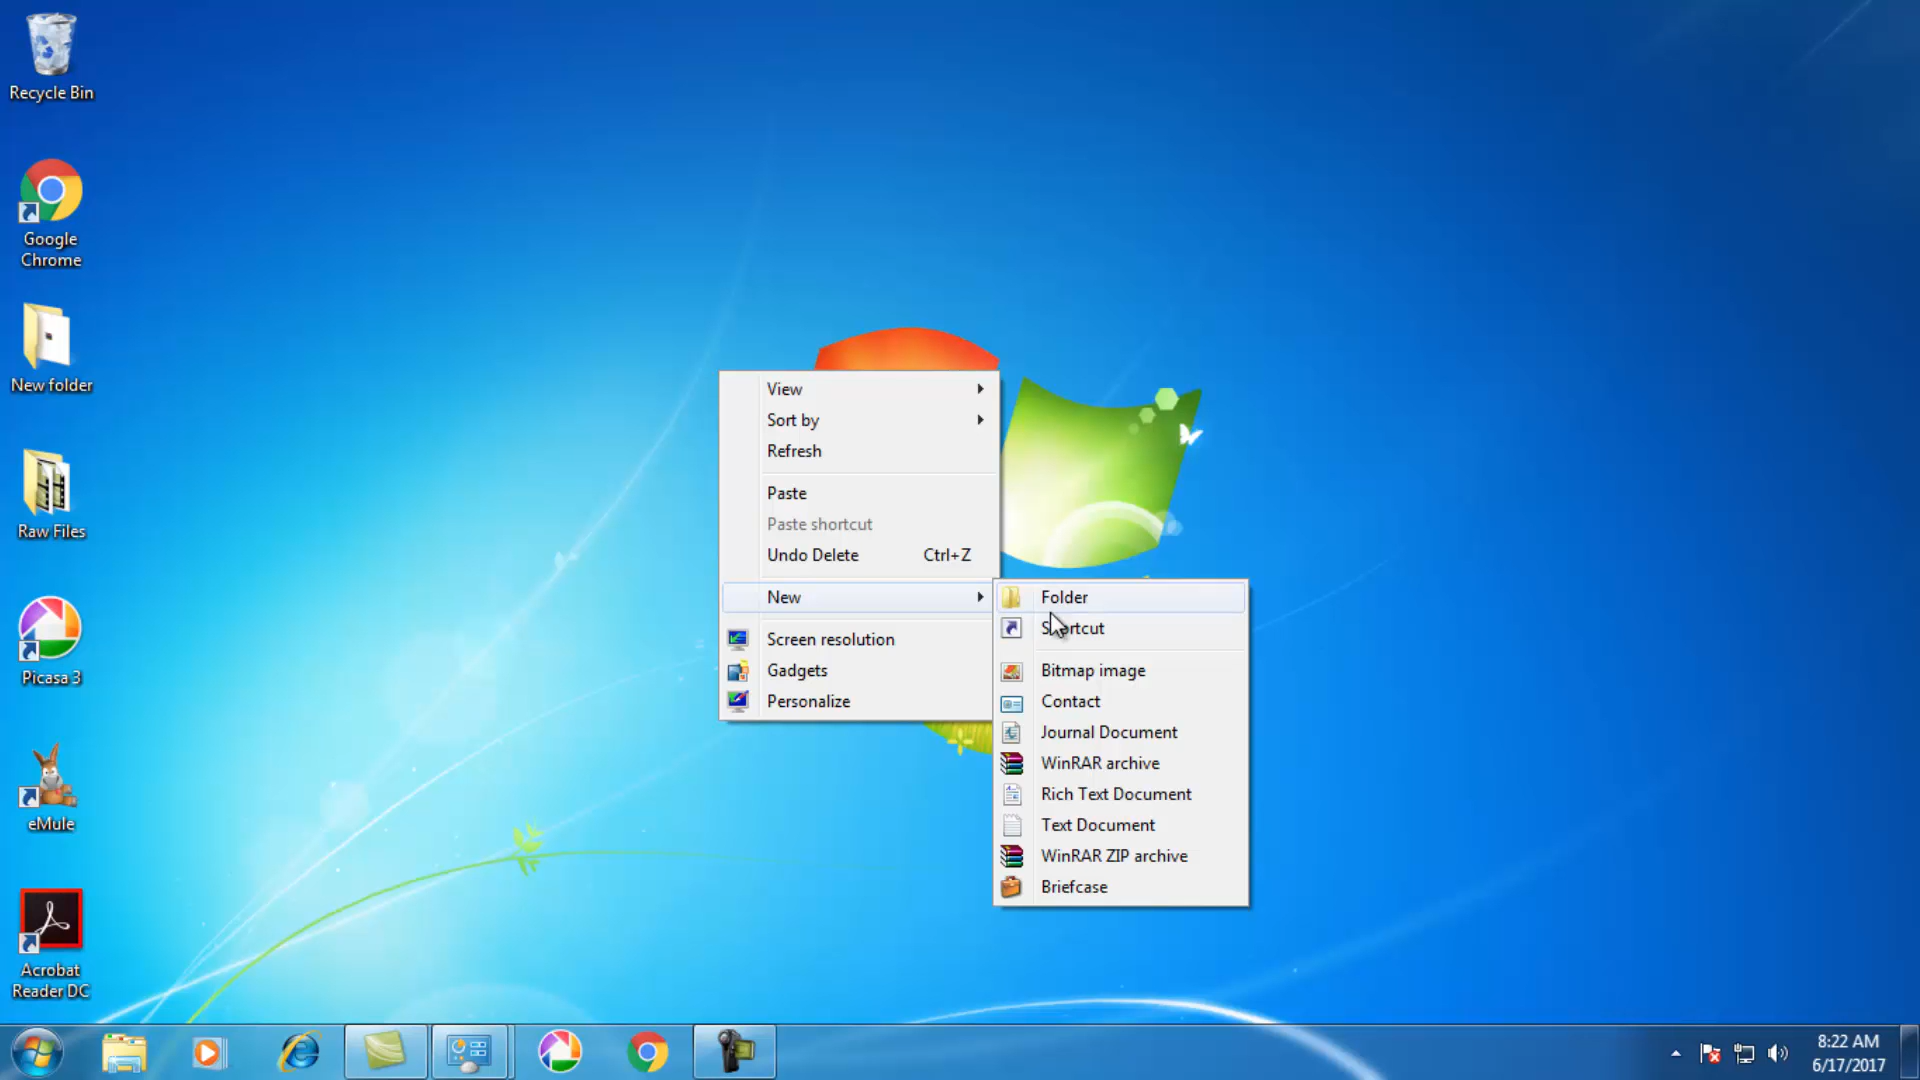 Recycle Bin
Google
Chrome
New folder
Raw Files
Picasa 3
eMule
Acrobat
Reader DC
View
Sort by
Refresh
Paste
Paste shortcut
Undo Delete Ctrl+Z
New
Screen resolution
Gadgets
Personalize
Folder
Shortcut
Bitmap image
Contact
Journal Document
WinRAR archive
Rich Text Document
Text Document
WinRAR ZIP archive
Briefcase
8:22 AM
6/17/2017